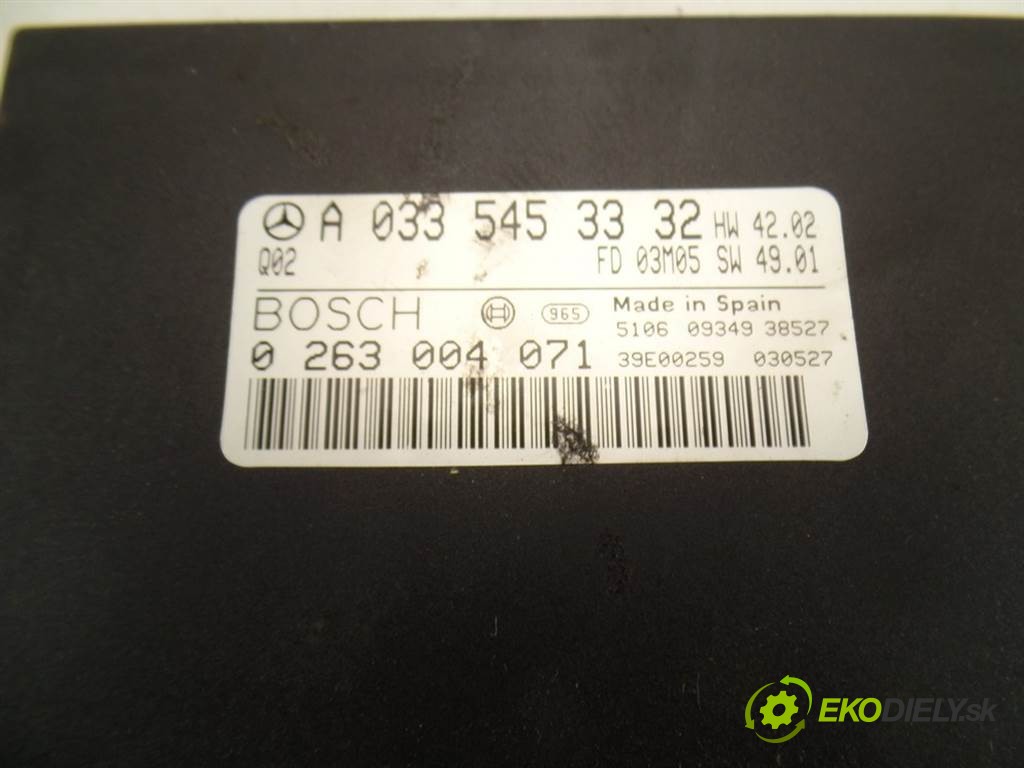 A 033 545 33 32 HW 42.02
Q02 FD 03M05 SW 49.01
BOSCH 965 Made in Spain
5106 09349 38527
0 263 004 071 39E00259 030527
EKODIELY.sk